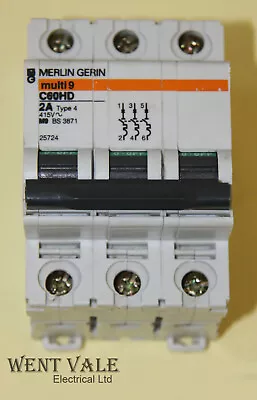 MERLIN GERIN
multi 9
C60HD
2A Type 4
415V~
M9 BS 3871
25724
1 3 5
2 4 6
WENT VALE
Electrical Ltd